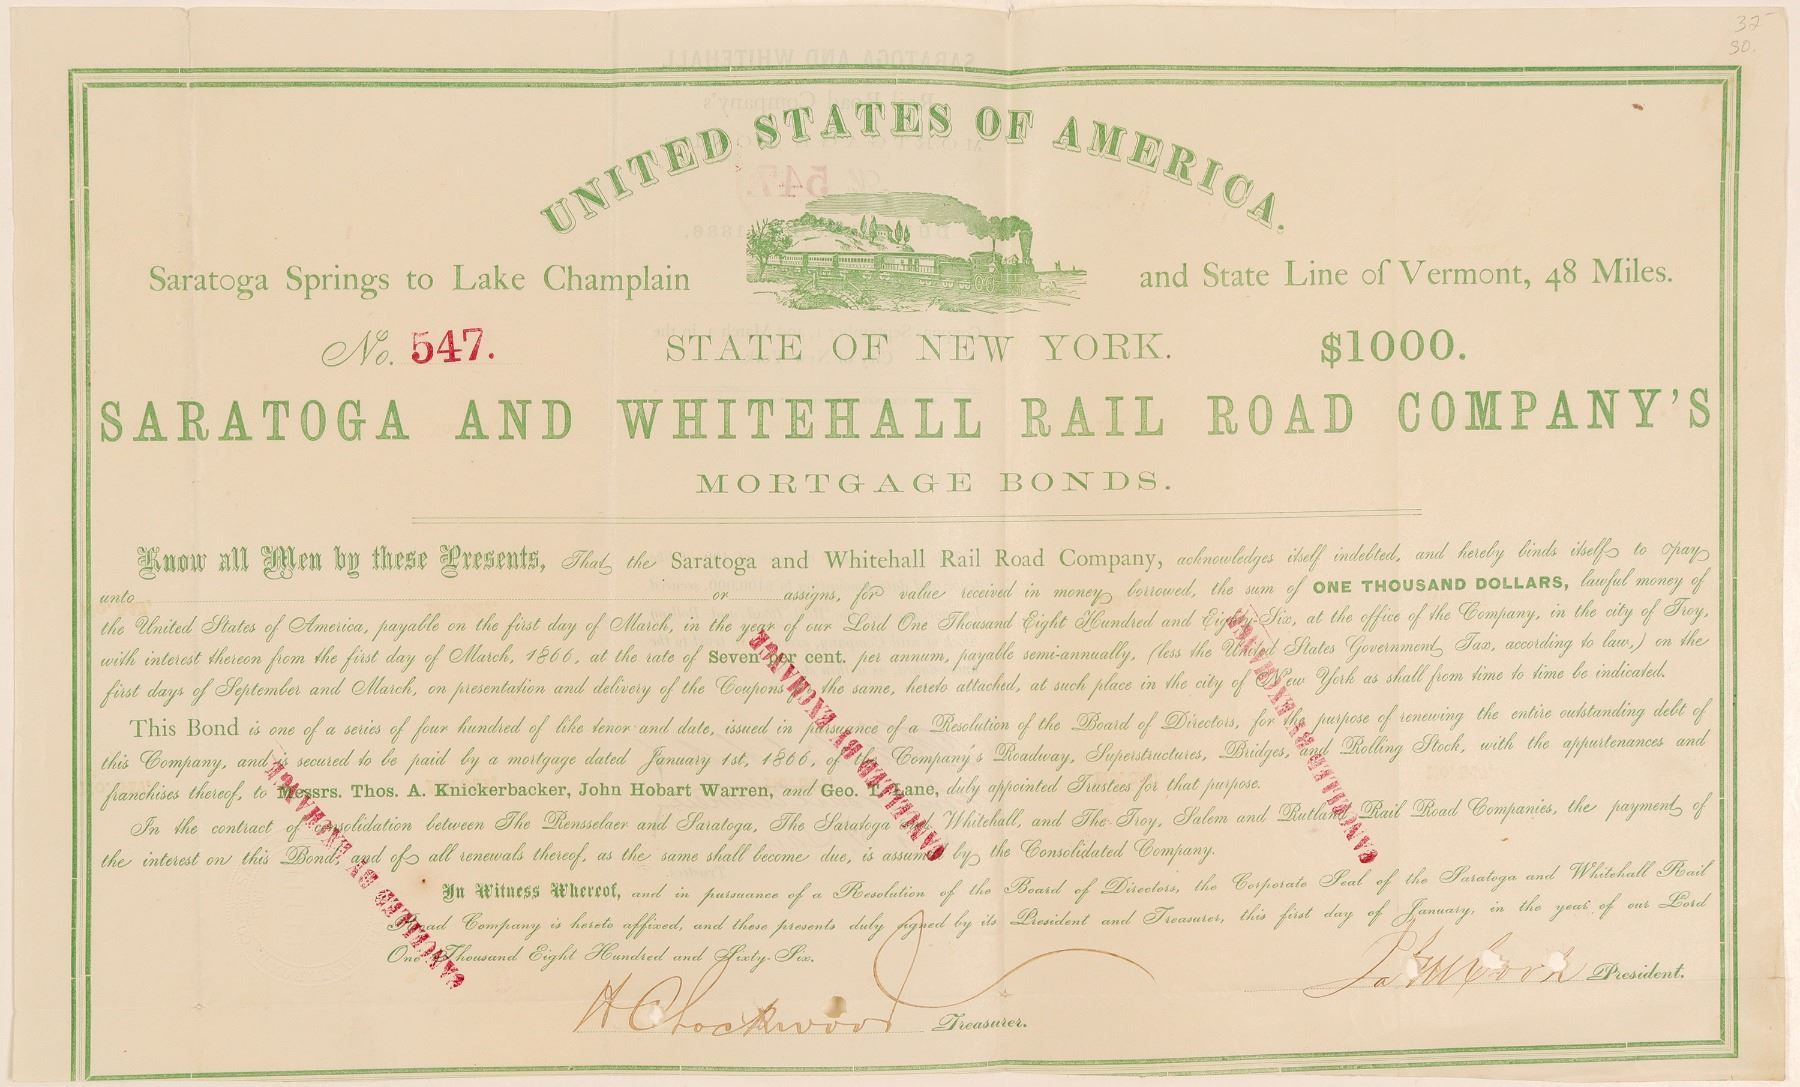 32
30.
UNITED STATES OF AMERICA.
Saratoga Springs to Lake Champlain and State Line of Vermont, 48 Miles.
No. 547. STATE OF NEW YORK. $1000.
SARATOGA AND WHITEHALL RAIL ROAD COMPANY'S
MORTGAGE BONDS.
Know all Men by these Presents, That the Saratoga and Whitehall Rail Road Company, acknowledges itself indebted, and hereby binds itself to pay
unto or assigns, for value received in money borrowed, the sum of ONE THOUSAND DOLLARS, lawful money of
the United States of America, payable on the first day of March, in the year of our Lord One Thousand Eight Hundred and Eighty-Six, at the office of the Company, in the city of Troy,
with interest thereon from the first day of March, 1866, at the rate of Seven per cent. per annum, payable semi-annually, (less the United States Government Tax, according to law,) on the
first days of September and March, on presentation and delivery of the Coupons for the same, hereto attached, at such place in the city of New York as shall from time to time be indicated.
This Bond is one of a series of four hundred of like tenor and date, issued in pursuance of a Resolution of the Board of Directors, for the purpose of renewing the entire outstanding debt of
this Company, and is secured to be paid by a mortgage dated January 1st, 1866, of the Company's Roadway, Superstructures, Bridges, and Rolling Stock, with the appurtenances and
franchises thereof, to Messrs. Thos. A. Knickerbacker, John Hobart Warren, and Geo. T. Lane, duly appointed Trustees for that purpose.
In the contract of consolidation between The Rensselaer and Saratoga, The Saratoga and Whitehall, and The Troy, Salem and Rutland Rail Road Companies, the payment of
the interest on this Bond, and of all renewals thereof, as the same shall become due, is assumed by the Consolidated Company.
In Witness Whereof, and in pursuance of a Resolution of the Board of Directors, the Corporate Seal of the Saratoga and Whitehall Rail
Road Company is hereto affixed, and these presents duly signed by its President and Treasurer, this first day of January, in the year of our Lord
One Thousand Eight Hundred and Sixty-Six.
President.
H C Lockwood Treasurer.
CANCELLED BY EXCHANGE
CANCELLED BY EXCHANGE
CANCELLED BY EXCHANGE